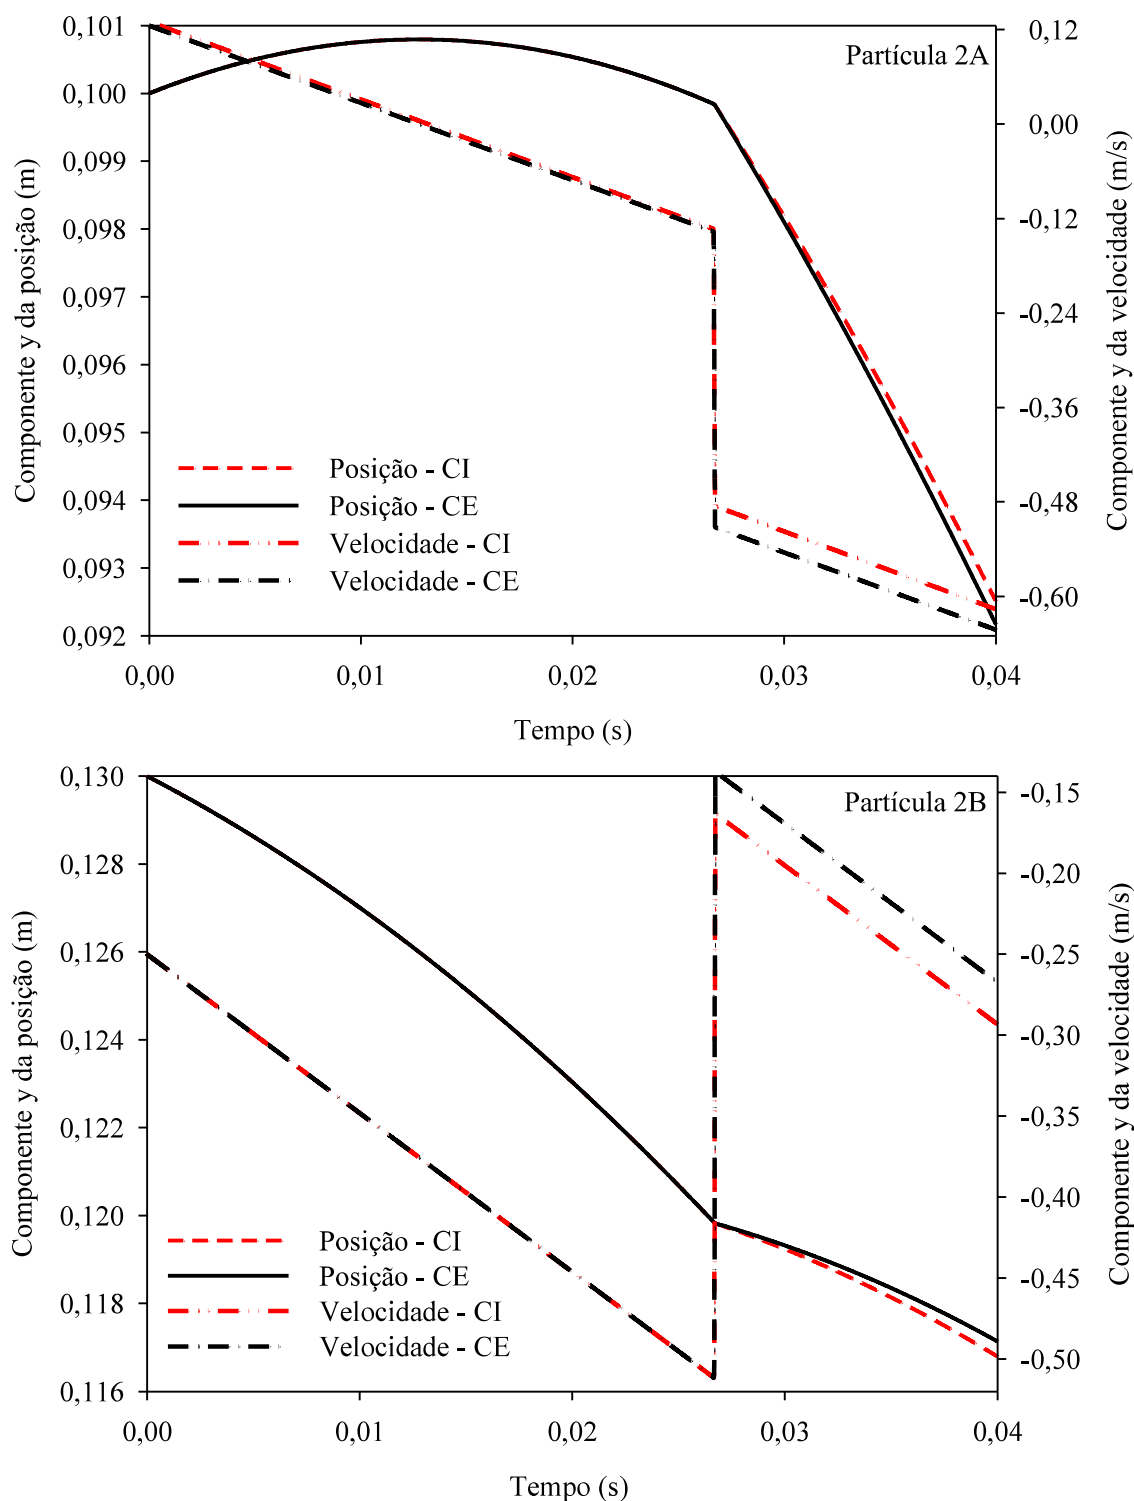 Partícula 2A
Componente y da posição (m)
0,101
0,100
0,099
0,098
0,097
0,096
0,095
0,094
0,093
0,092
Componente y da velocidade (m/s)
0,12
0,00
-0,12
-0,24
-0,36
-0,48
-0,60
Posição - CI
Posição - CE
Velocidade - CI
Velocidade - CE
0,00 0,01 0,02 0,03 0,04
Tempo (s)
Partícula 2B
Componente y da posição (m)
0,130
0,128
0,126
0,124
0,122
0,120
0,118
0,116
Componente y da velocidade (m/s)
-0,15
-0,20
-0,25
-0,30
-0,35
-0,40
-0,45
-0,50
Posição - CI
Posição - CE
Velocidade - CI
Velocidade - CE
0,00 0,01 0,02 0,03 0,04
Tempo (s)